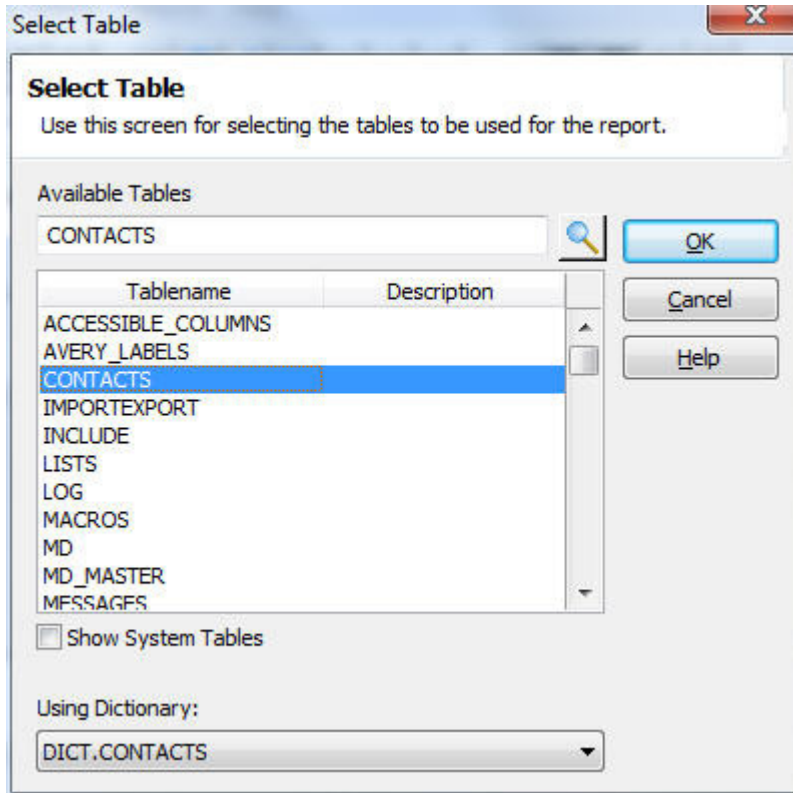 Select Table
Select Table
Use this screen for selecting the tables to be used for the report.
Available Tables
CONTACTS
OK
Tablename Description
Cancel
ACCESSIBLE_COLUMNS
AVERY_LABELS
Help
CONTACTS
IMPORTEXPORT
INCLUDE
LISTS
LOG
MACROS
MD
MD_MASTER
MESSAGES
Show System Tables
Using Dictionary:
DICT.CONTACTS